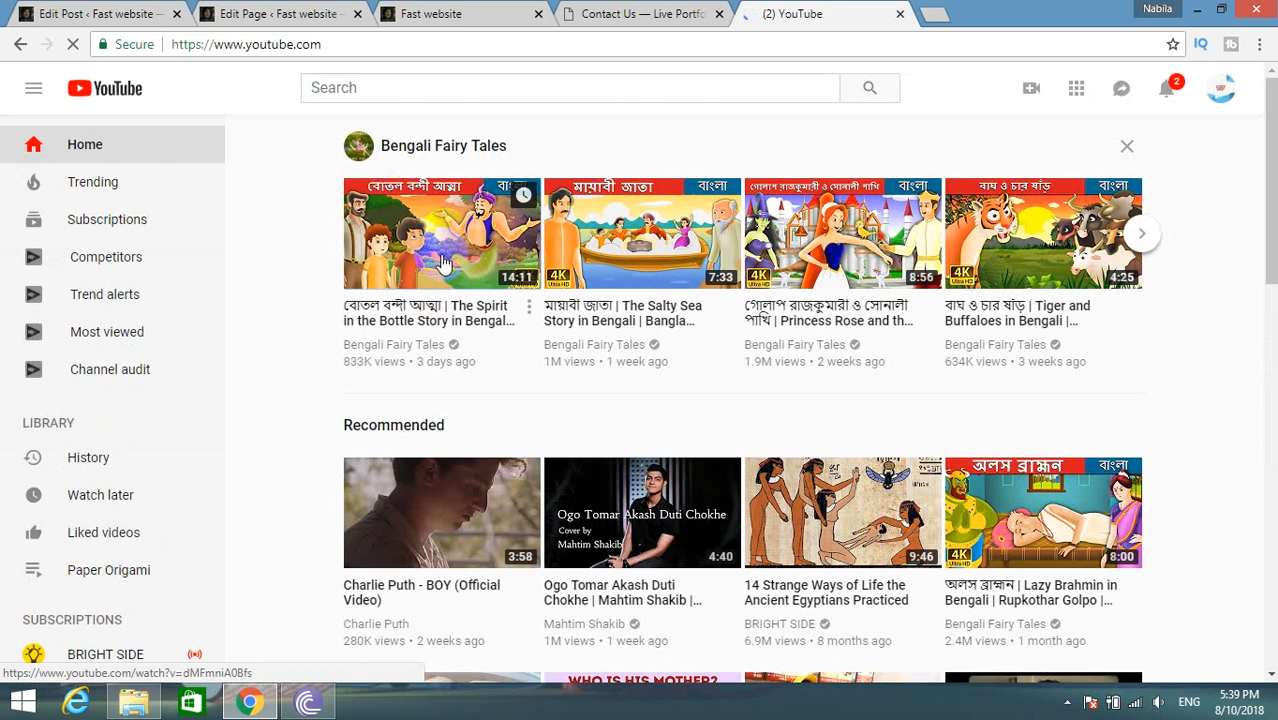 Edit Post ‹ Fast website -
Edit Page ‹ Fast website -
Fast website
Contact Us — Live Portfo
(2) YouTube
Nabila
Secure
https://www.youtube.com
YouTube
Search
2
Home
Trending
Subscriptions
Competitors
Trend alerts
Most viewed
Channel audit
LIBRARY
History
Watch later
Liked videos
Paper Origami
SUBSCRIPTIONS
BRIGHT SIDE
Bengali Fairy Tales
বোতল বন্দী আত্মা
14:11
বোতল বন্দী আত্মা | The Spirit
in the Bottle Story in Bengal...
Bengali Fairy Tales
833K views • 3 days ago
মায়াবী জাতা
বাংলা
4K
7:33
মায়াবী জাতা | The Salty Sea
Story in Bengali | Bangla...
Bengali Fairy Tales
1M views • 1 week ago
গোলাপ রাজকুমারী ও সোনালী পাখি
বাংলা
4K
8:56
গোলাপ রাজকুমারী ও সোনালী
পাখি | Princess Rose and th...
Bengali Fairy Tales
1.9M views • 2 weeks ago
বাঘ ও চার ষাঁড়
বাংলা
4K
4:25
বাঘ ও চার ষাঁড় | Tiger and
Buffaloes in Bengali |...
Bengali Fairy Tales
634K views • 3 weeks ago
Recommended
3:58
Charlie Puth - BOY (Official
Video)
Charlie Puth
280K views • 2 weeks ago
Ogo Tomar Akash Duti Chokhe
Cover by
Mahtim Shakib
4:40
Ogo Tomar Akash Duti
Chokhe | Mahtim Shakib |...
Mahtim Shakib
1M views • 1 week ago
9:46
14 Strange Ways of Life the
Ancient Egyptians Practiced
BRIGHT SIDE
6.9M views • 8 months ago
অলস ব্রাহ্মন
বাংলা
4K
8:00
অলস ব্রাহ্মন | Lazy Brahmin in
Bengali | Rupkothar Golpo |...
Bengali Fairy Tales
2.4M views • 1 month ago
WHO IS HIS MOTHER?
https://www.youtube.com/watch?v=dMFmniA0Bfs
ENG
5:39 PM
8/10/2018